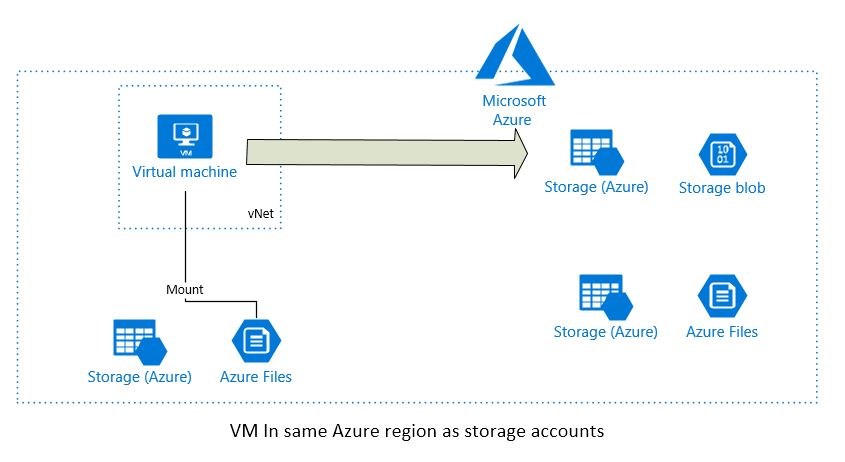 Microsoft
Azure
VM
Virtual machine
vNet
Storage (Azure)
Storage blob
10
01
Mount
Storage (Azure)
Azure Files
Storage (Azure)
Azure Files
VM In same Azure region as storage accounts